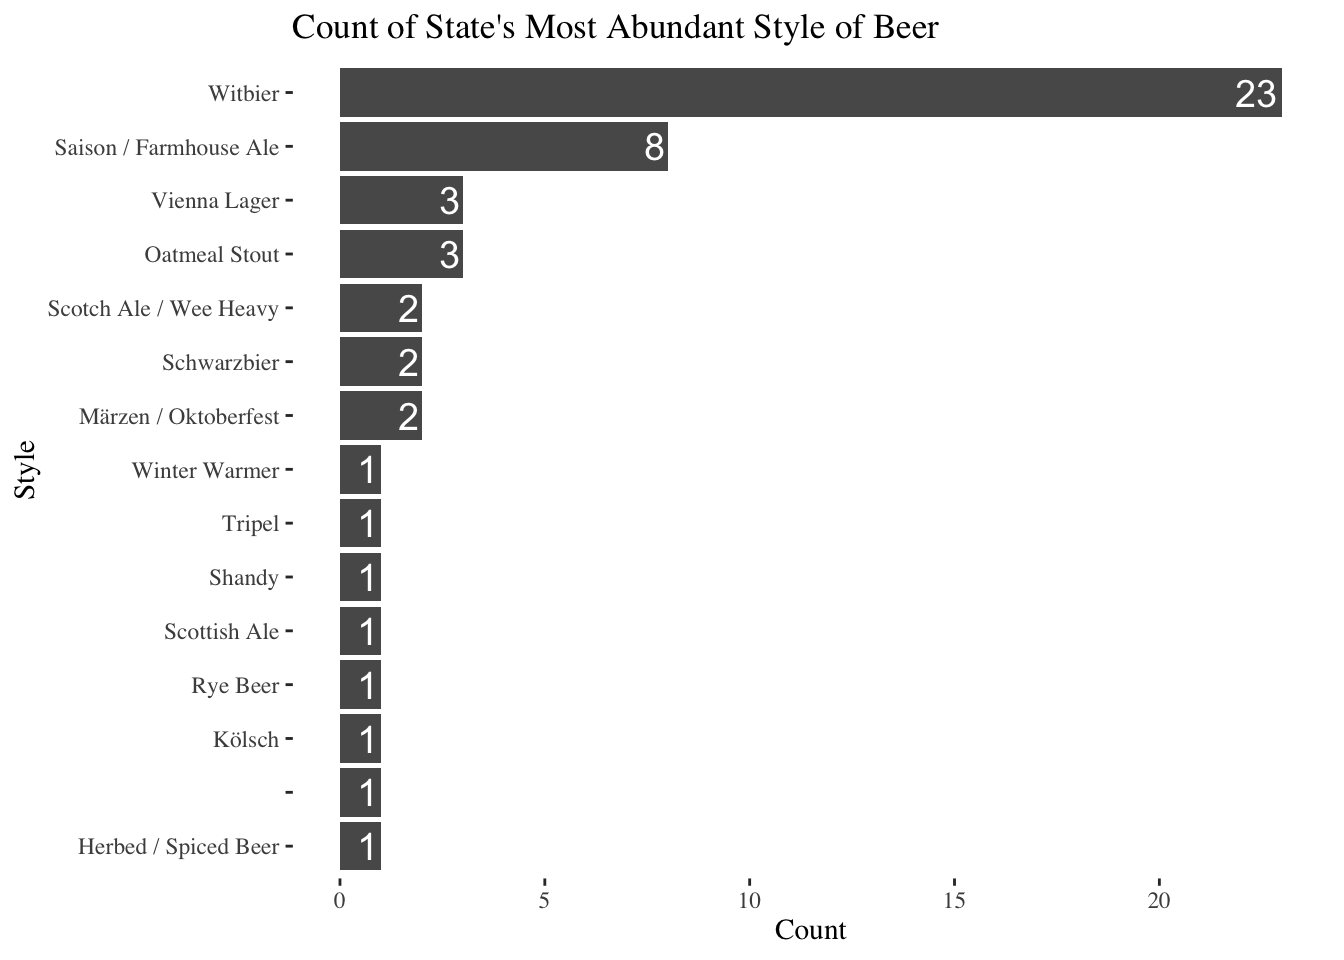 Count of State's Most Abundant Style of Beer
Witbier 23
Saison / Farmhouse Ale 8
Vienna Lager 3
Oatmeal Stout 3
Scotch Ale / Wee Heavy 2
Schwarzbier 2
Märzen / Oktoberfest 2
Winter Warmer 1
Tripel 1
Shandy 1
Scottish Ale 1
Rye Beer 1
Kölsch 1
1
Herbed / Spiced Beer 1
Style
0 5 10 15 20
Count